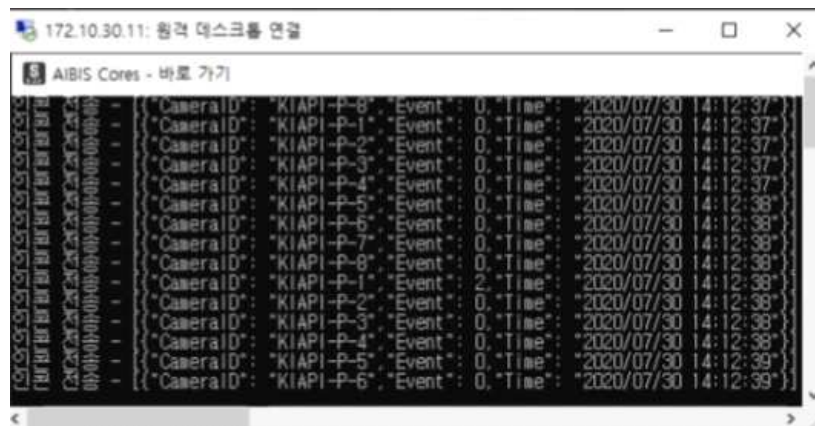 172.10.30.11: 원격 데스크톱 연결
AIBIS Cores - 바로 가기
- [{"CameraID": "KIAPI-P-8","Event": 0,"Time": "2020/07/30 14:12:37"}]
- [{"CameraID": "KIAPI-P-1","Event": 0,"Time": "2020/07/30 14:12:37"}]
- [{"CameraID": "KIAPI-P-2","Event": 0,"Time": "2020/07/30 14:12:37"}]
- [{"CameraID": "KIAPI-P-3","Event": 0,"Time": "2020/07/30 14:12:37"}]
- [{"CameraID": "KIAPI-P-4","Event": 0,"Time": "2020/07/30 14:12:37"}]
- [{"CameraID": "KIAPI-P-5","Event": 0,"Time": "2020/07/30 14:12:38"}]
- [{"CameraID": "KIAPI-P-6","Event": 0,"Time": "2020/07/30 14:12:38"}]
- [{"CameraID": "KIAPI-P-7","Event": 0,"Time": "2020/07/30 14:12:38"}]
- [{"CameraID": "KIAPI-P-8","Event": 0,"Time": "2020/07/30 14:12:38"}]
- [{"CameraID": "KIAPI-P-1","Event": 2,"Time": "2020/07/30 14:12:38"}]
- [{"CameraID": "KIAPI-P-2","Event": 0,"Time": "2020/07/30 14:12:38"}]
- [{"CameraID": "KIAPI-P-3","Event": 0,"Time": "2020/07/30 14:12:38"}]
- [{"CameraID": "KIAPI-P-4","Event": 0,"Time": "2020/07/30 14:12:38"}]
- [{"CameraID": "KIAPI-P-5","Event": 0,"Time": "2020/07/30 14:12:39"}]
- [{"CameraID": "KIAPI-P-6","Event": 0,"Time": "2020/07/30 14:12:39"}]